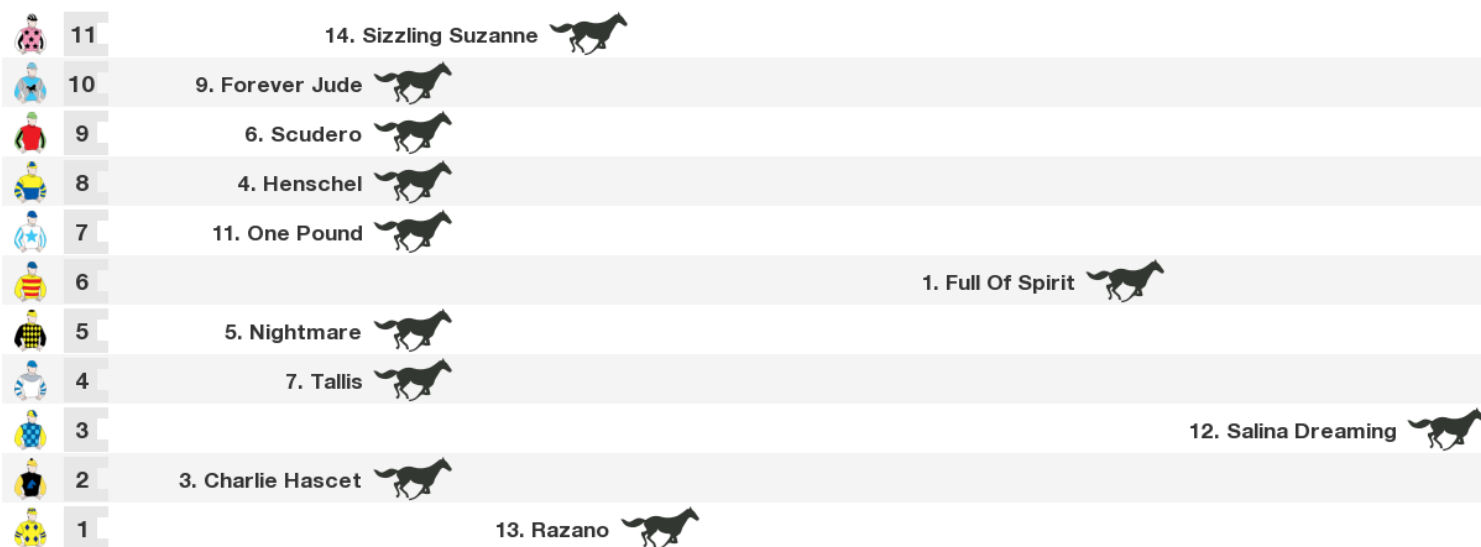 11 14. Sizzling Suzanne
10 9. Forever Jude
9 6. Scudero
8 4. Henschel
7 11. One Pound
6 1. Full Of Spirit
5 5. Nightmare
4 7. Tallis
3 12. Salina Dreaming
2 3. Charlie Hascet
1 13. Razano